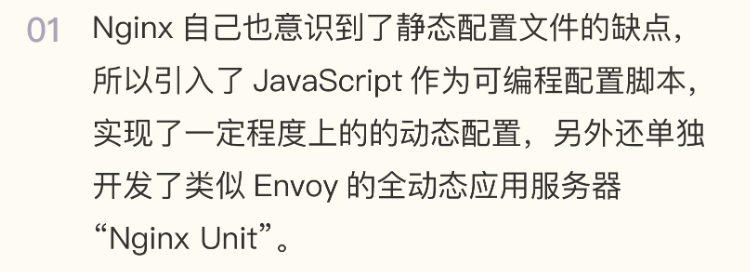 01 Nginx 自己也意识到了静态配置文件的缺点，
所以引入了 JavaScript 作为可编程配置脚本，
实现了一定程度上的的动态配置，另外还单独
开发了类似 Envoy 的全动态应用服务器
“Nginx Unit”。